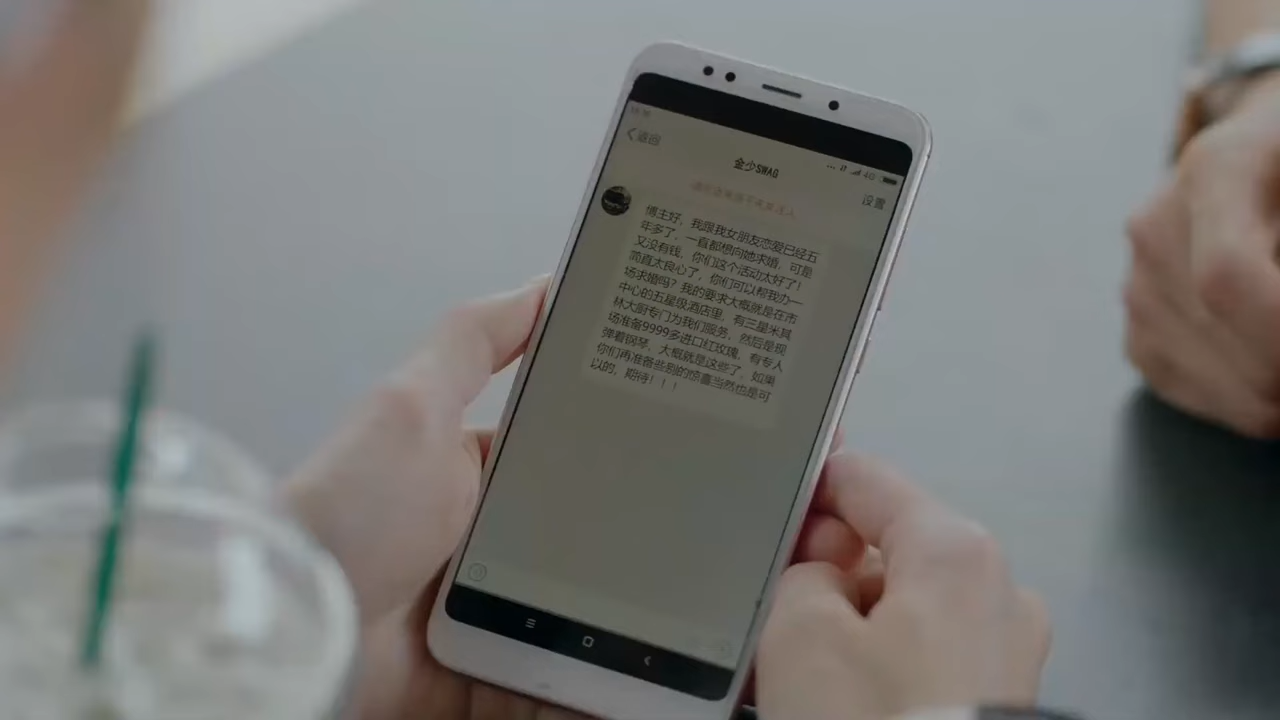 返回
金少SWAG
4G
设置
博主好，我跟我女朋友恋爱已经五
年多了，一直都想向她求婚，可是
又没有钱，你们这个活动太好了！
简直太良心了，你们可以帮我办一
场求婚吗？我的要求大概就是在市
中心的五星级酒店里，有三星米其
林大厨专门为我们服务，然后是现
场准备9999多进口红玫瑰，有专人
弹着钢琴，大概就是这些了，如果
你们再准备些别的惊喜当然也是可
以的，期待！！！